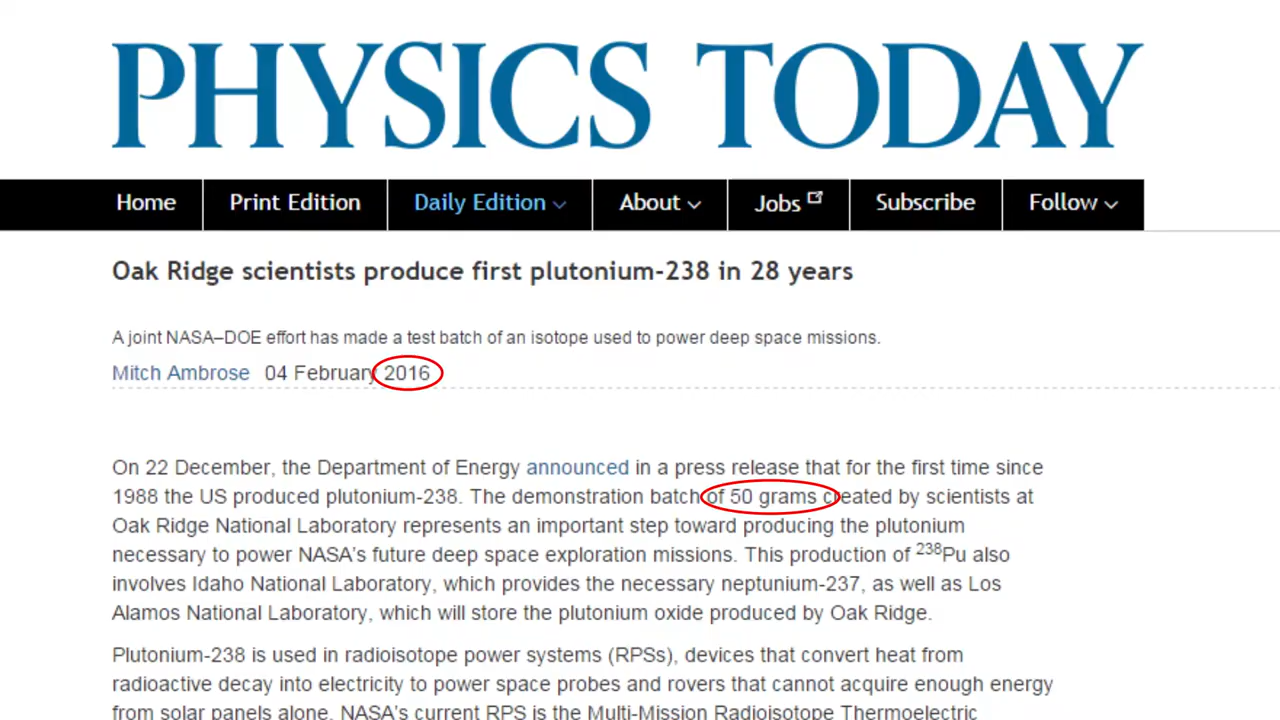 PHYSICS TODAY
Home Print Edition Daily Edition About Jobs Subscribe Follow
Oak Ridge scientists produce first plutonium-238 in 28 years
A joint NASA–DOE effort has made a test batch of an isotope used to power deep space missions.
Mitch Ambrose 04 February 2016
On 22 December, the Department of Energy announced in a press release that for the first time since
1988 the US produced plutonium-238. The demonstration batch of 50 grams created by scientists at
Oak Ridge National Laboratory represents an important step toward producing the plutonium
necessary to power NASA's future deep space exploration missions. This production of ²³⁸Pu also
involves Idaho National Laboratory, which provides the necessary neptunium-237, as well as Los
Alamos National Laboratory, which will store the plutonium oxide produced by Oak Ridge.
Plutonium-238 is used in radioisotope power systems (RPSs), devices that convert heat from
radioactive decay into electricity to power space probes and rovers that cannot acquire enough energy
from solar panels alone. NASA's current RPS is the Multi-Mission Radioisotope Thermoelectric